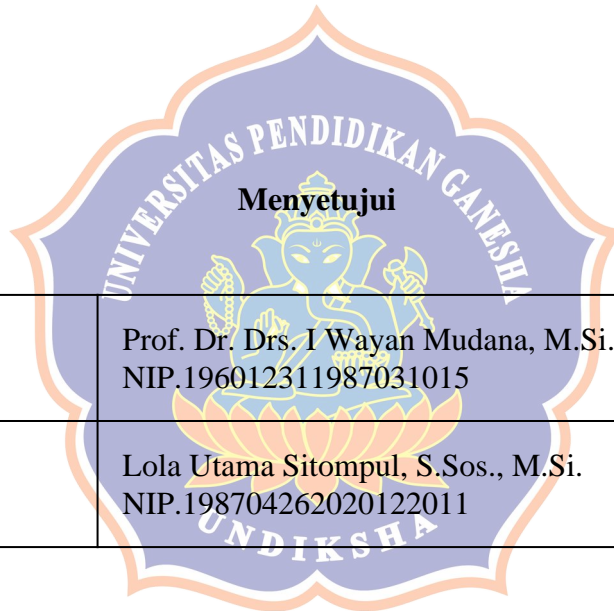 UNIVERSITAS PENDIDIKAN GANESHA
Menyetujui
Prof. Dr. Drs. I Wayan Mudana, M.Si.
NIP.196012311987031015
Lola Utama Sitompul, S.Sos., M.Si.
NIP.198704262020122011
UNDIKSHA